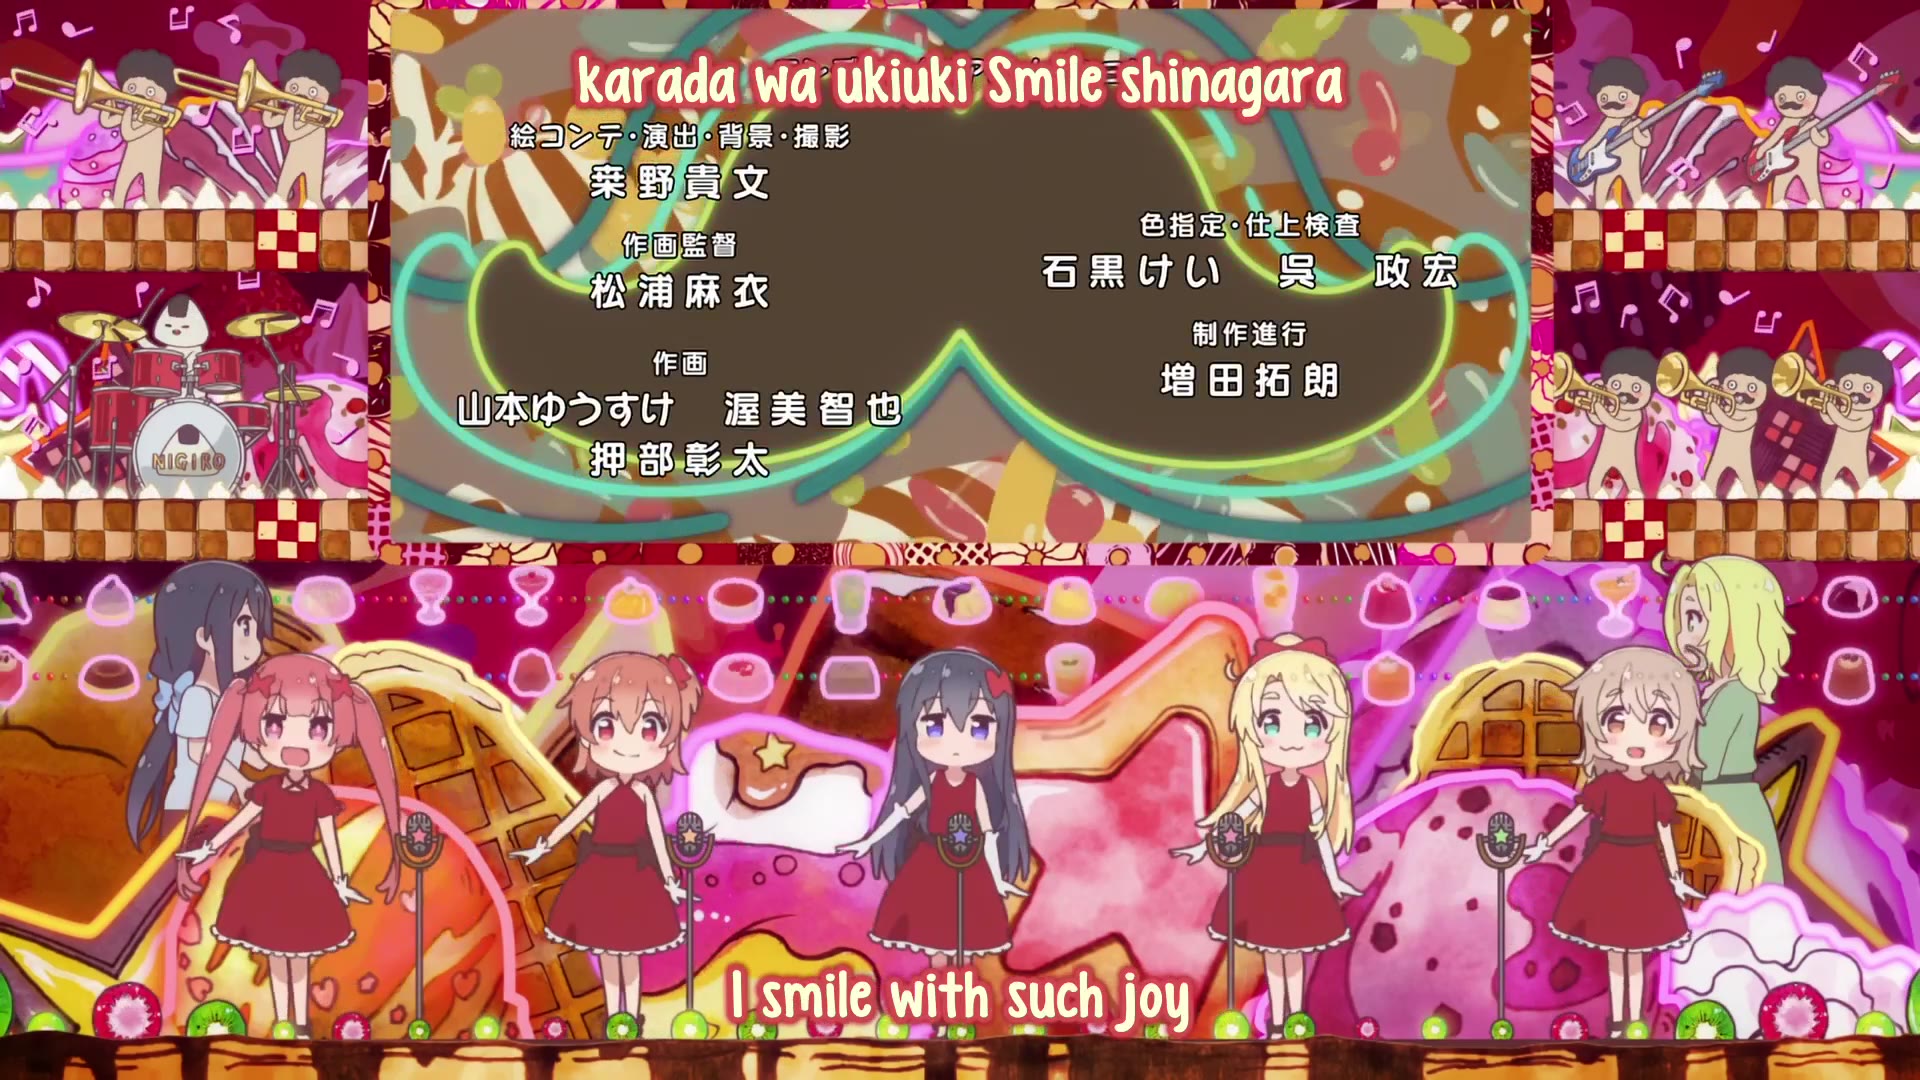 karada wa ukiuki Smile shinagara
絵コンテ・演出・背景・撮影
桒野貴文
作画監督
松浦麻衣
作画
山本ゆうすけ 渥美智也
押部彰太
色指定・仕上検査
石黒けい 呉 政宏
制作進行
増田拓朗
NIGIRO
I smile with such joy